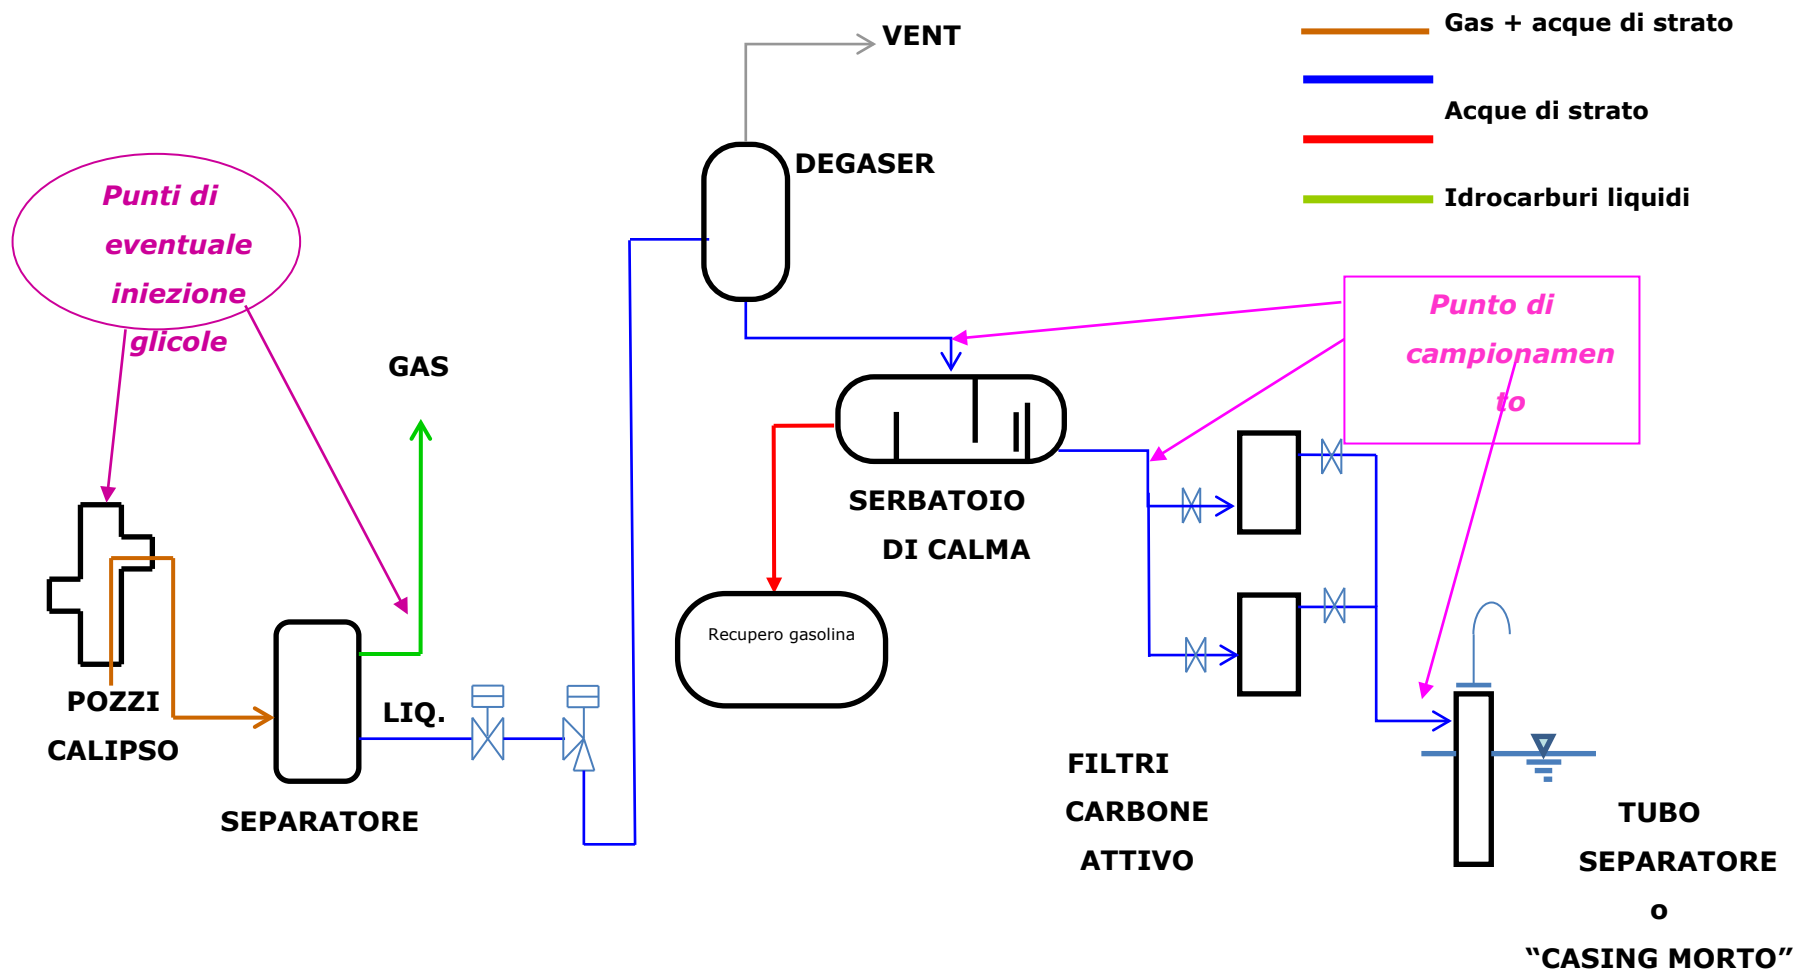 Gas + acque di strato
Acque di strato
Idrocarburi liquidi
VENT
DEGASER
Punti di
eventuale
iniezione
glicole
GAS
Punto di
campionamen
to
SERBATOIO
DI CALMA
Recupero gasolina
POZZI
CALIPSO
LIQ.
SEPARATORE
FILTRI
CARBONE
ATTIVO
TUBO
SEPARATORE
o
“CASING MORTO”